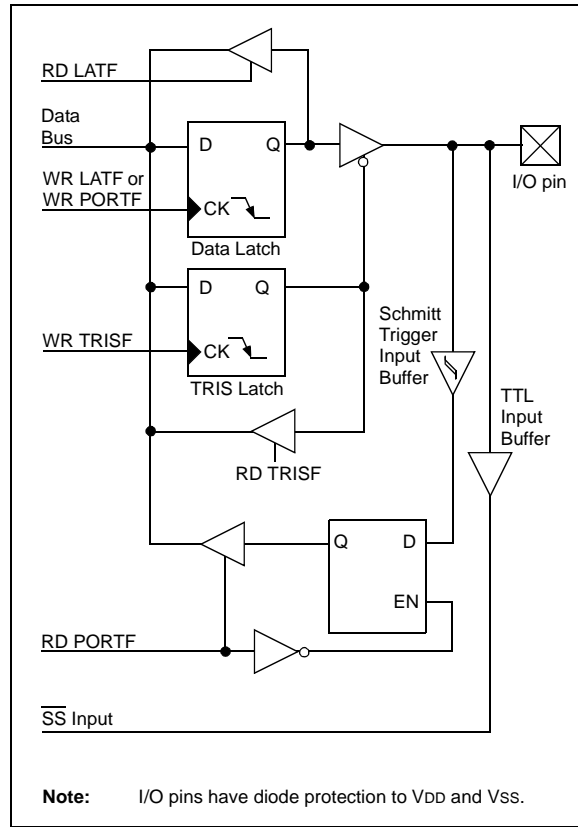 RD LATF
Data
Bus
D Q
WR LATF or
WR PORTF
CK
I/O pin
Data Latch
D Q
WR TRISF
CK
TRIS Latch
Schmitt
Trigger
Input
Buffer
TTL
Input
Buffer
RD TRISF
Q D
EN
RD PORTF
SS Input
Note: I/O pins have diode protection to VDD and VSS.